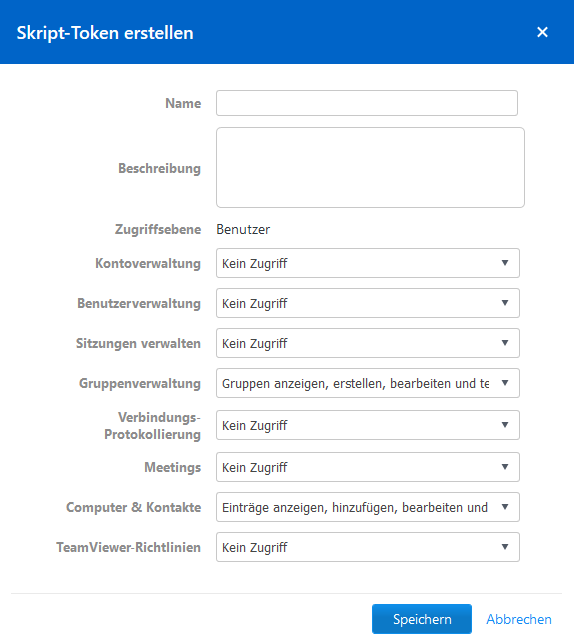 Skript-Token erstellen ×
Name
Beschreibung
Zugriffsebene Benutzer
Kontoverwaltung Kein Zugriff
Benutzerverwaltung Kein Zugriff
Sitzungen verwalten Kein Zugriff
Gruppenverwaltung Gruppen anzeigen, erstellen, bearbeiten und te
Verbindungs-
Protokollierung Kein Zugriff
Meetings Kein Zugriff
Computer & Kontakte Einträge anzeigen, hinzufügen, bearbeiten und
TeamViewer-Richtlinien Kein Zugriff
Speichern Abbrechen